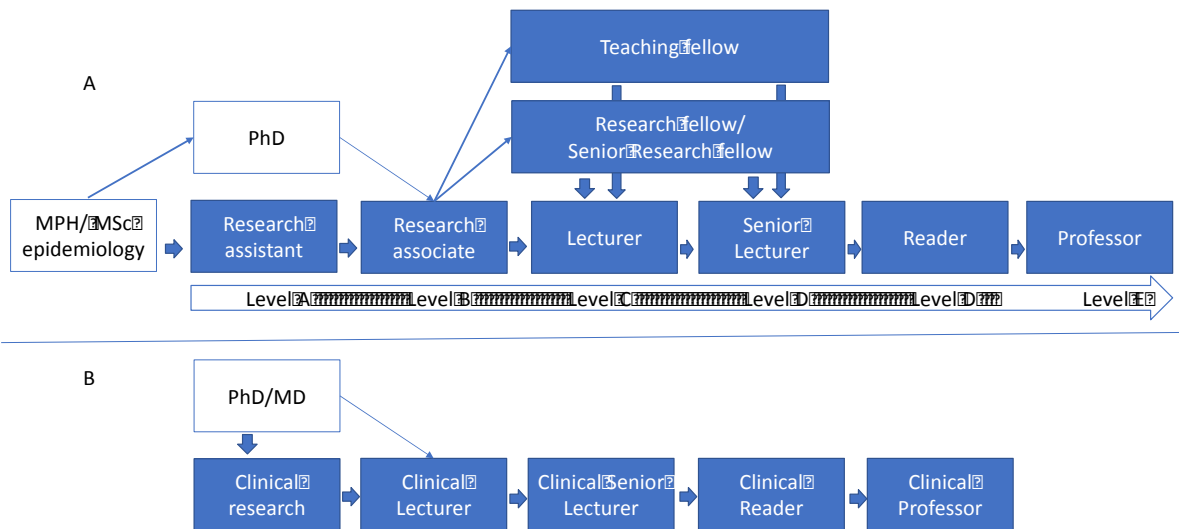 A
Teaching fellow
PhD
Research fellow/
Senior Research fellow
MPH/ MSc
epidemiology
Research
assistant
Research
associate
Lecturer
Senior
Lecturer
Reader
Professor
Level A Level B Level C Level D Level D Level E
B
PhD/MD
Clinical
research
Clinical
Lecturer
Clinical Senior
Lecturer
Clinical
Reader
Clinical
Professor